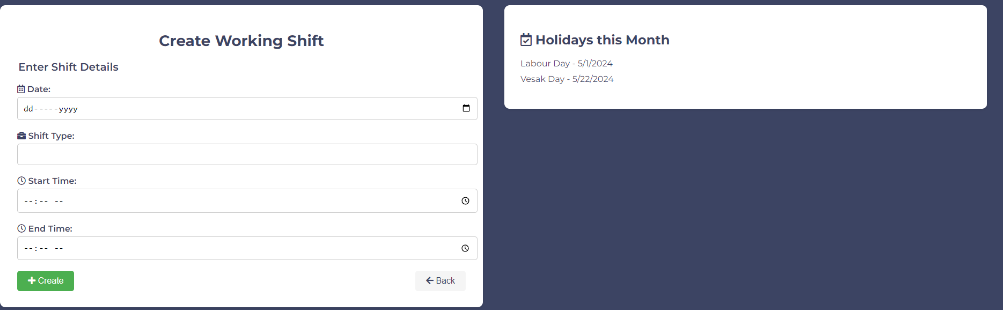 Create Working Shift
Enter Shift Details
Date:
dd-----yyyy
Shift Type:
Start Time:
--:-- --
End Time:
--:-- --
Create
Back
Holidays this Month
Labour Day - 5/1/2024
Vesak Day - 5/22/2024